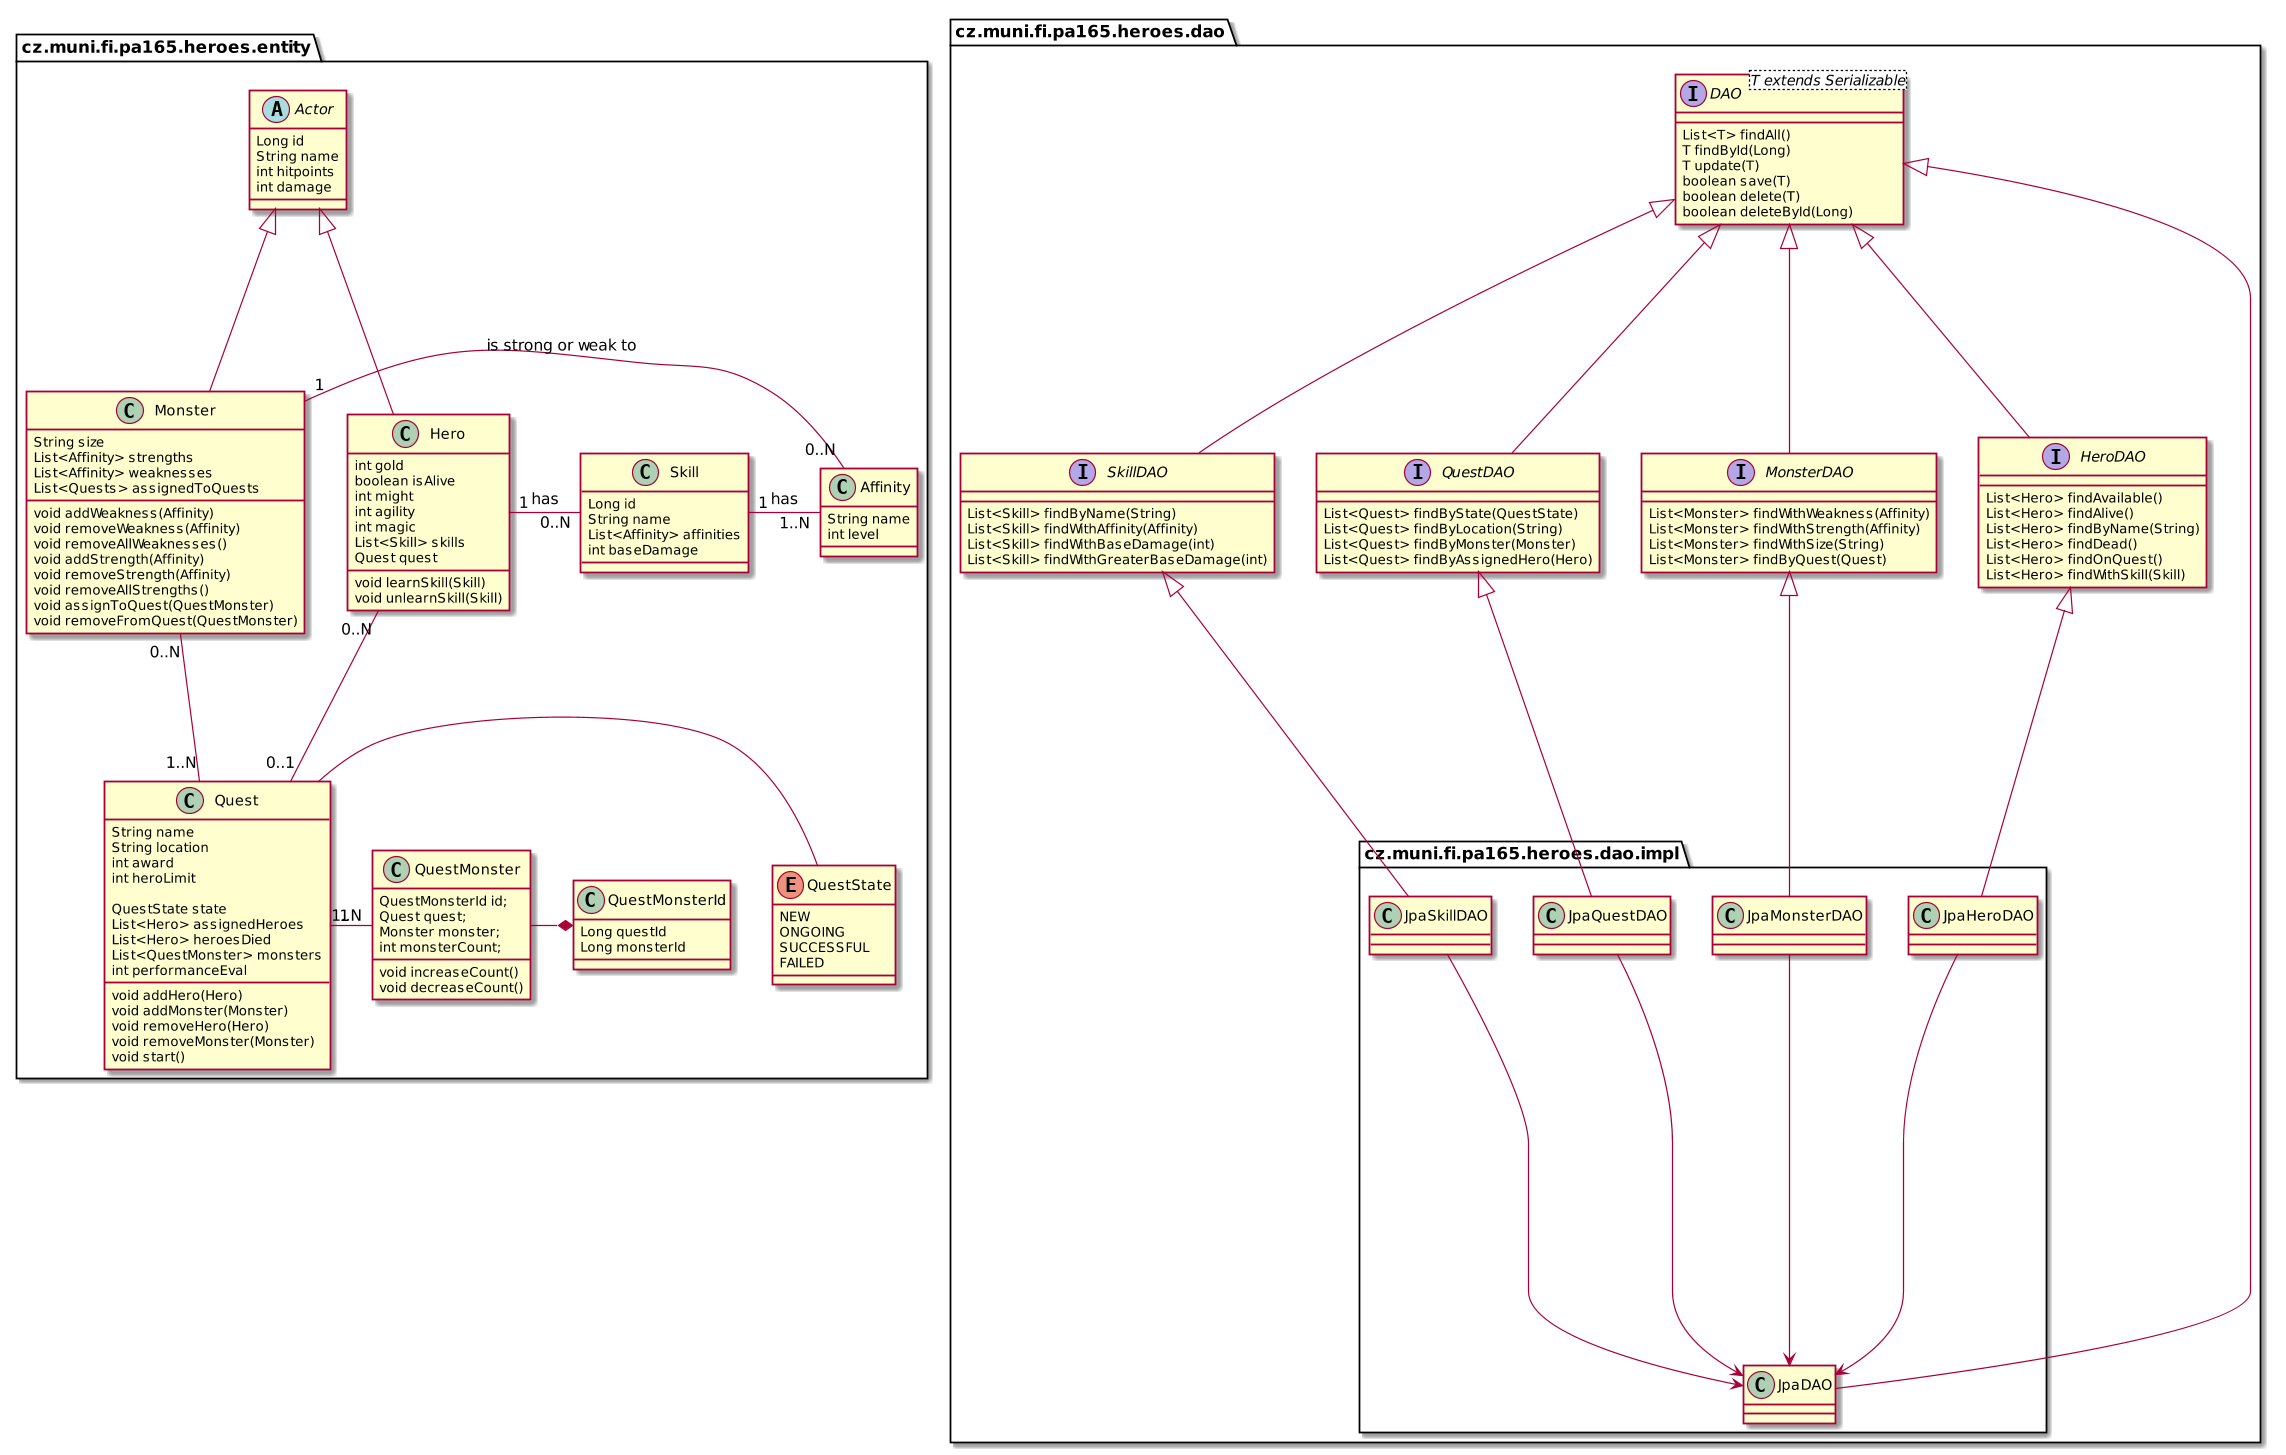 cz.muni.fi.pa165.heroes.entity
A Actor
Long id
String name
int hitpoints
int damage
is strong or weak to
1
0..N
C Monster
String size
List<Affinity> strengths
List<Affinity> weaknesses
List<Quests> assignedToQuests
void addWeakness(Affinity)
void removeWeakness(Affinity)
void removeAllWeaknesses()
void addStrength(Affinity)
void removeStrength(Affinity)
void removeAllStrengths()
void assignToQuest(QuestMonster)
void removeFromQuest(QuestMonster)
C Hero
int gold
boolean isAlive
int might
int agility
int magic
List<Skill> skills
Quest quest
void learnSkill(Skill)
void unlearnSkill(Skill)
1 has
0..N
C Skill
Long id
String name
List<Affinity> affinities
int baseDamage
1 has
1..N
C Affinity
String name
int level
0..N
0..N
1..N
0..1
C Quest
String name
String location
int award
int heroLimit
QuestState state
List<Hero> assignedHeroes
List<Hero> heroesDied
List<QuestMonster> monsters
int performanceEval
void addHero(Hero)
void addMonster(Monster)
void removeHero(Hero)
void removeMonster(Monster)
void start()
11N
C QuestMonster
QuestMonsterId id;
Quest quest;
Monster monster;
int monsterCount;
void increaseCount()
void decreaseCount()
C QuestMonsterId
Long questId
Long monsterId
E QuestState
NEW
ONGOING
SUCCESSFUL
FAILED
cz.muni.fi.pa165.heroes.dao
T extends Serializable
I DAO
List<T> findAll()
T findById(Long)
T update(T)
boolean save(T)
boolean delete(T)
boolean deleteById(Long)
I SkillDAO
List<Skill> findByName(String)
List<Skill> findWithAffinity(Affinity)
List<Skill> findWithBaseDamage(int)
List<Skill> findWithGreaterBaseDamage(int)
I QuestDAO
List<Quest> findByState(QuestState)
List<Quest> findByLocation(String)
List<Quest> findByMonster(Monster)
List<Quest> findByAssignedHero(Hero)
I MonsterDAO
List<Monster> findWithWeakness(Affinity)
List<Monster> findWithStrength(Affinity)
List<Monster> findWithSize(String)
List<Monster> findByQuest(Quest)
I HeroDAO
List<Hero> findAvailable()
List<Hero> findAlive()
List<Hero> findByName(String)
List<Hero> findDead()
List<Hero> findOnQuest()
List<Hero> findWithSkill(Skill)
cz.muni.fi.pa165.heroes.dao.impl
C JpaSkillDAO
C JpaQuestDAO
C JpaMonsterDAO
C JpaHeroDAO
C JpaDAO